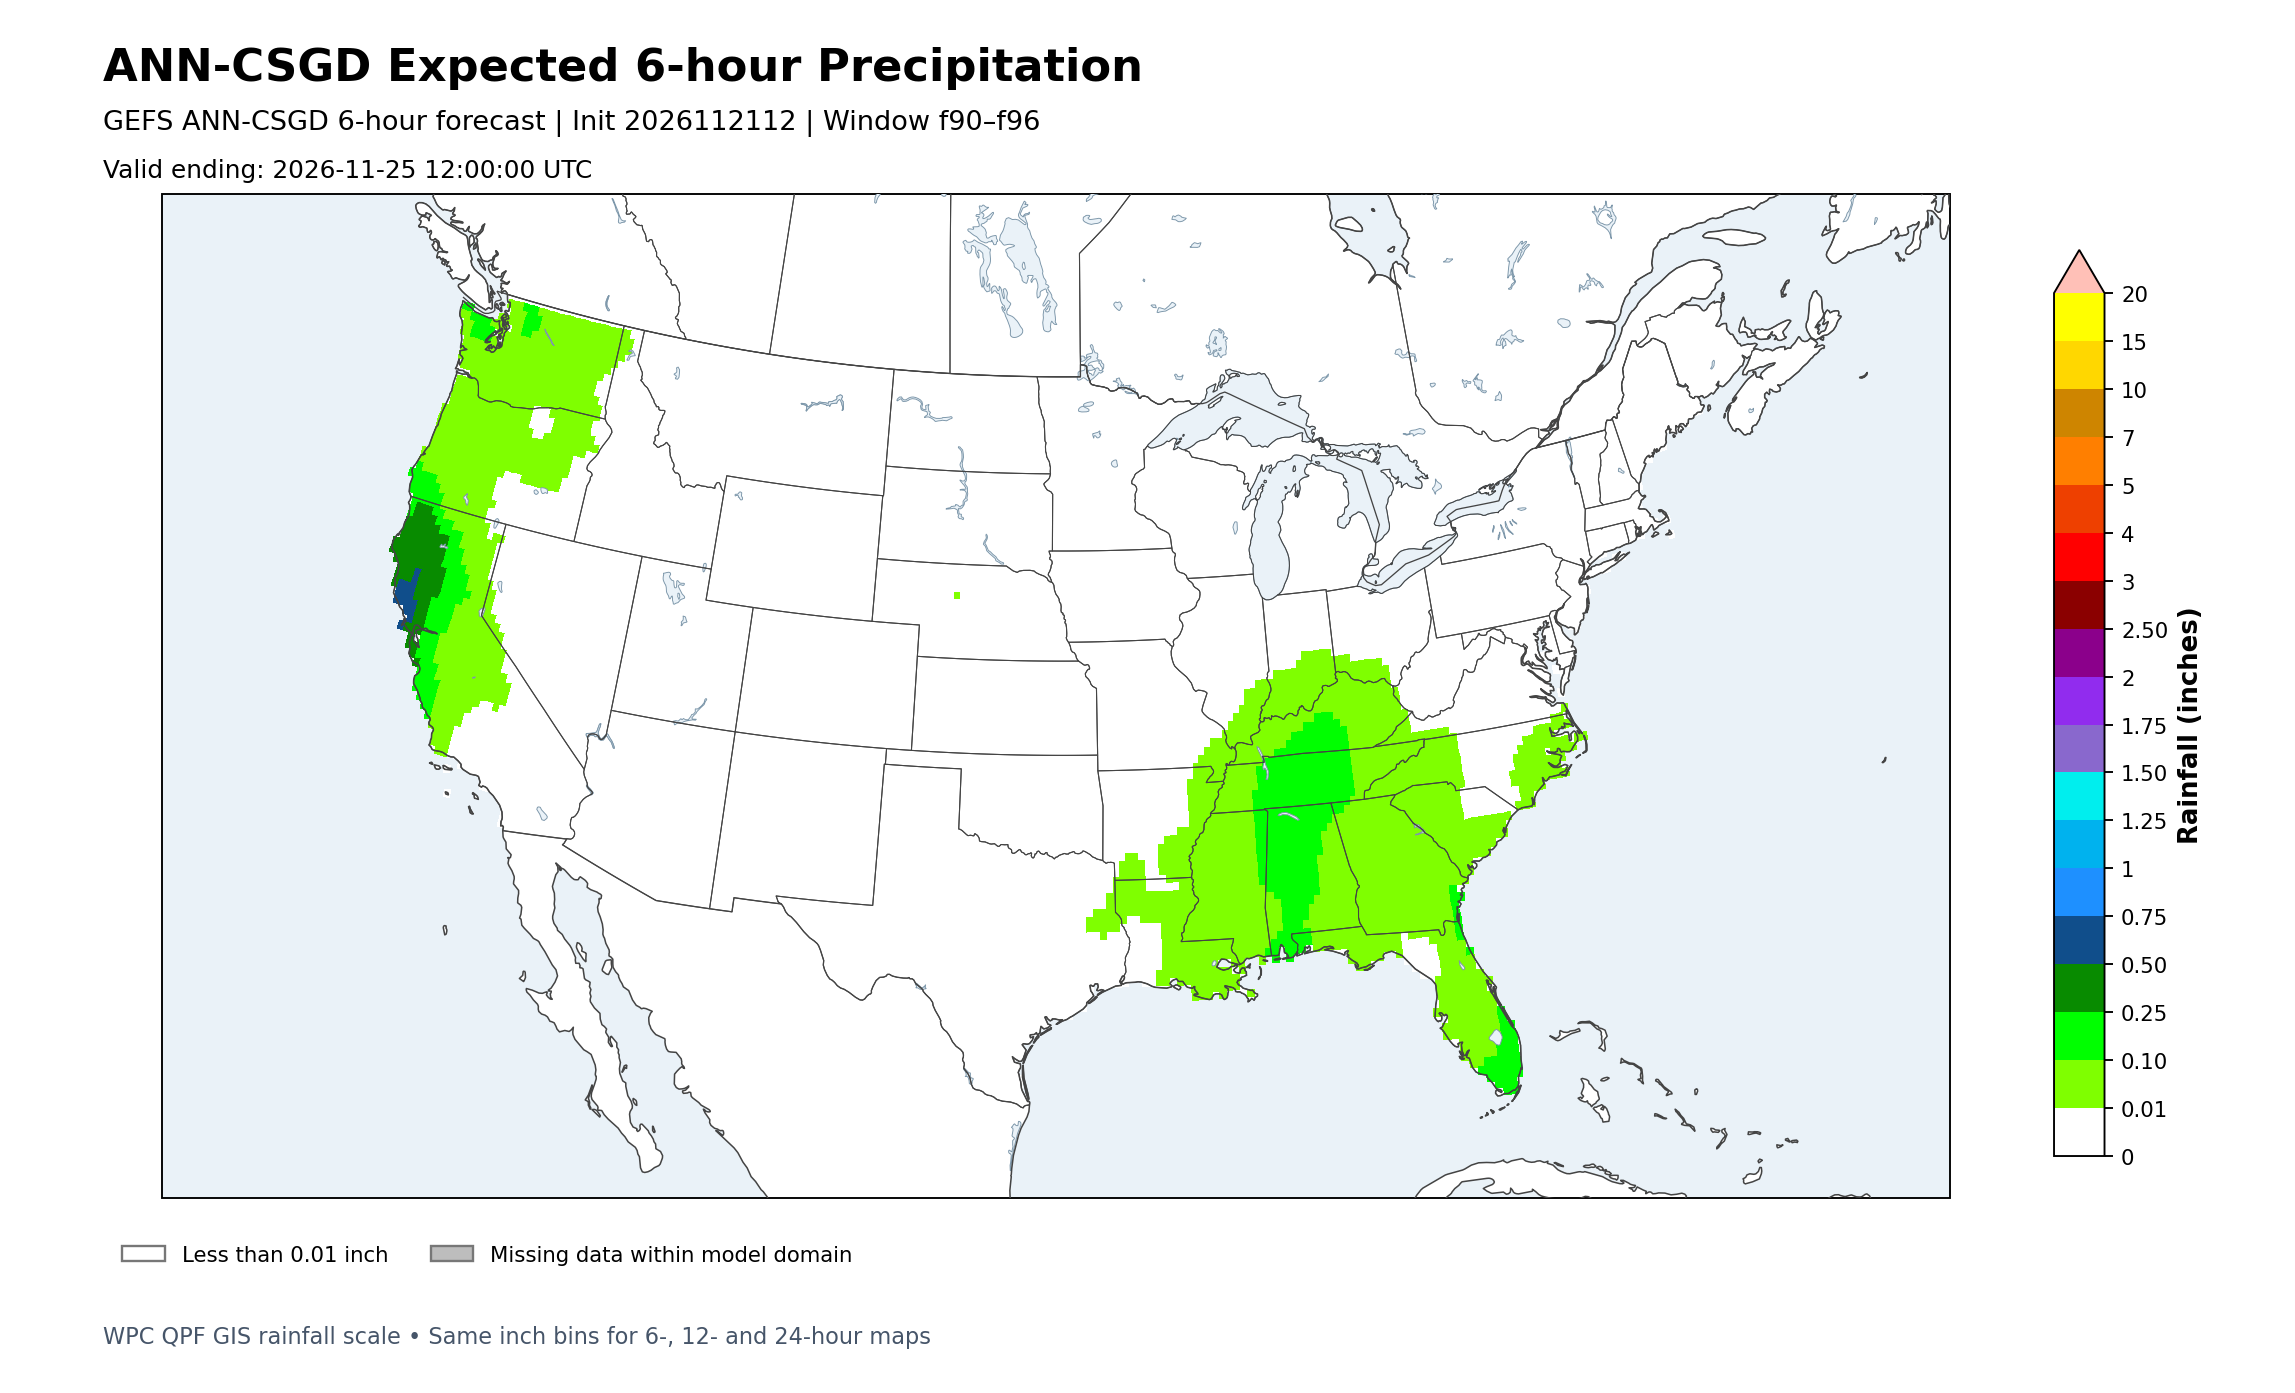 ANN-CSGD Expected 6-hour Precipitation
GEFS ANN-CSGD 6-hour forecast | Init 2026112112 | Window f90–f96
Valid ending: 2026-11-25 12:00:00 UTC
20
15
10
7
5
4
3
2.50
2
1.75
1.50
1.25
1
0.75
0.50
0.25
0.10
0.01
0
Rainfall (inches)
Less than 0.01 inch
Missing data within model domain
WPC QPF GIS rainfall scale • Same inch bins for 6-, 12- and 24-hour maps